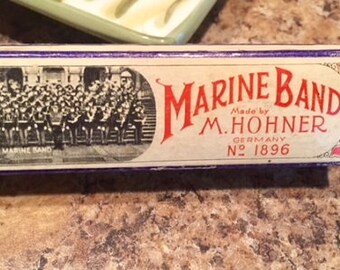 MARINE BAND
MARINE BAND
Made by
M. HOHNER
GERMANY
No 1896